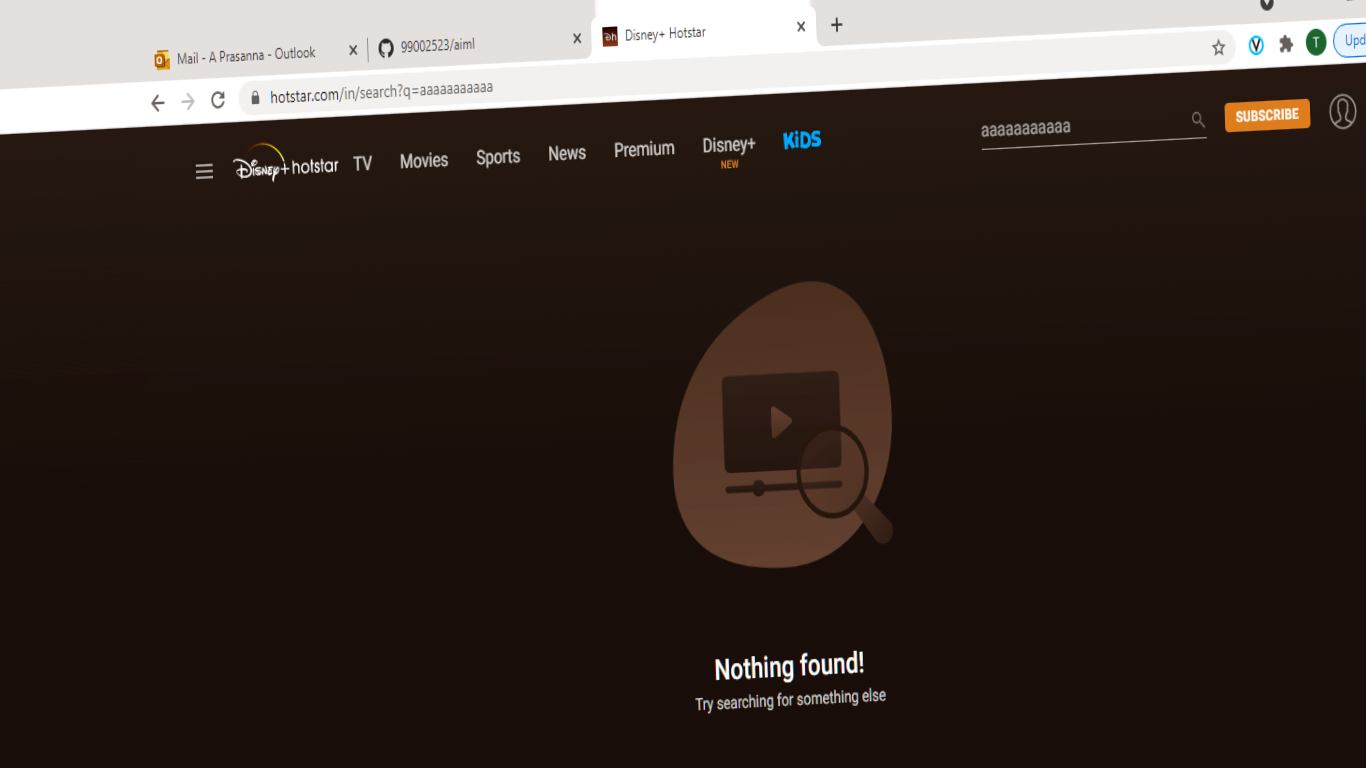 Mail - A Prasanna - Outlook
99002523/aiml
Disney+ Hotstar
hotstar.com/in/search?q=aaaaaaaaaaa
T
Upd
Disney+ hotstar
TV
Movies
Sports
News
Premium
Disney+
NEW
KiDS
aaaaaaaaaaa
SUBSCRIBE
Nothing found!
Try searching for something else